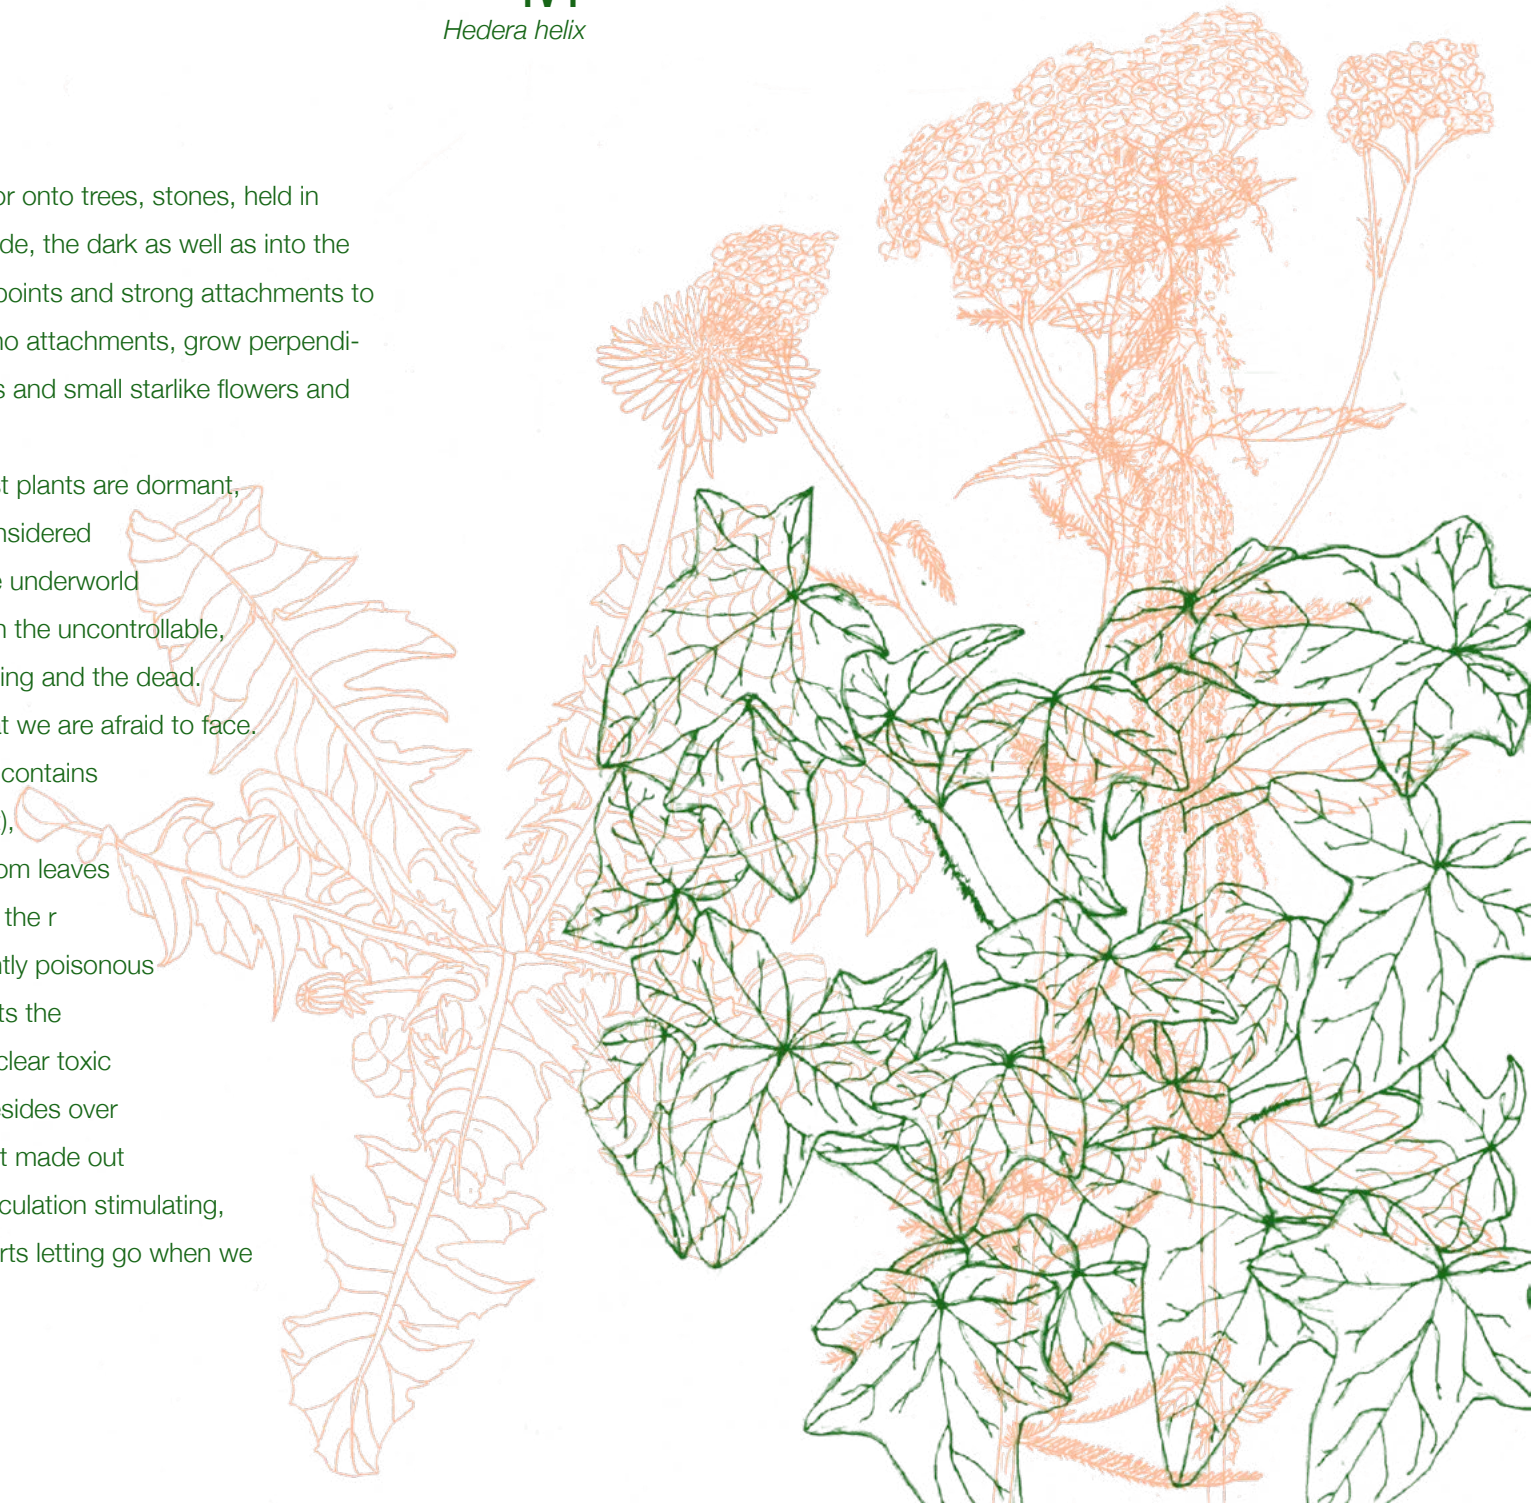 Hedera helix
or onto trees, stones, held in
de, the dark as well as into the
points and strong attachments to
no attachments, grow perpendi-
s and small starlike flowers and
t plants are dormant,
nsidered
e underworld
n the uncontrollable,
ing and the dead.
at we are afraid to face.
contains
),
om leaves
the r
ntly poisonous
ts the
clear toxic
esides over
t made out
culation stimulating,
rts letting go when we